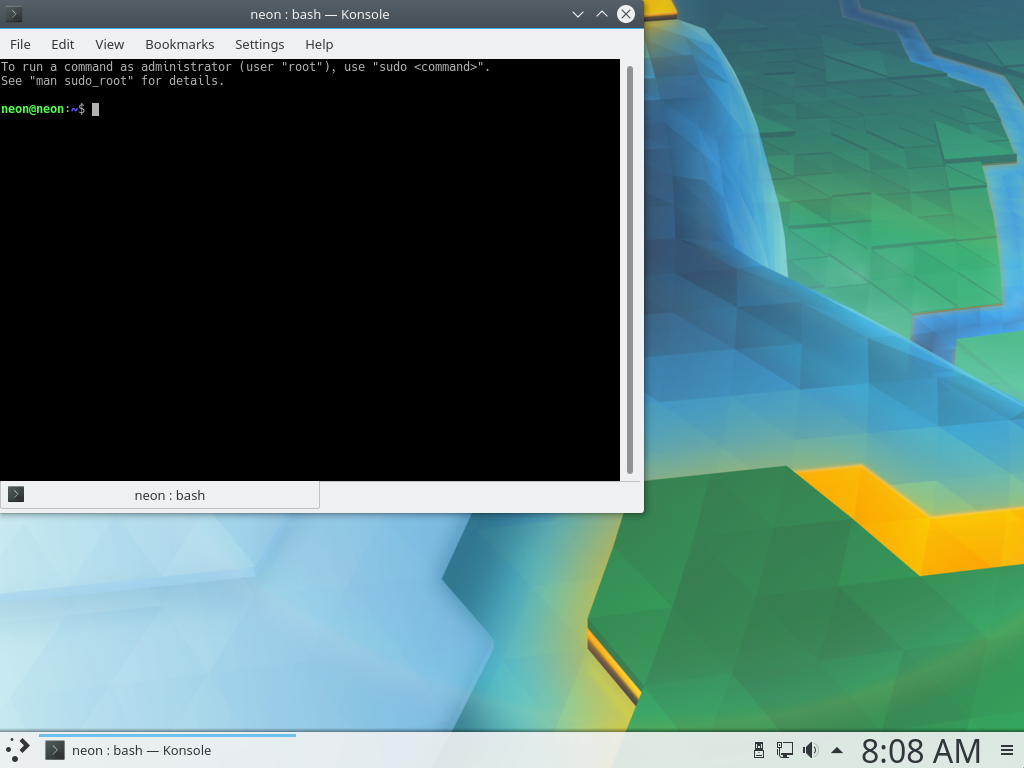 neon : bash — Konsole
File Edit View Bookmarks Settings Help
To run a command as administrator (user "root"), use "sudo <command>".
See "man sudo_root" for details.
neon@neon:~$
neon : bash
neon : bash — Konsole
8:08 AM